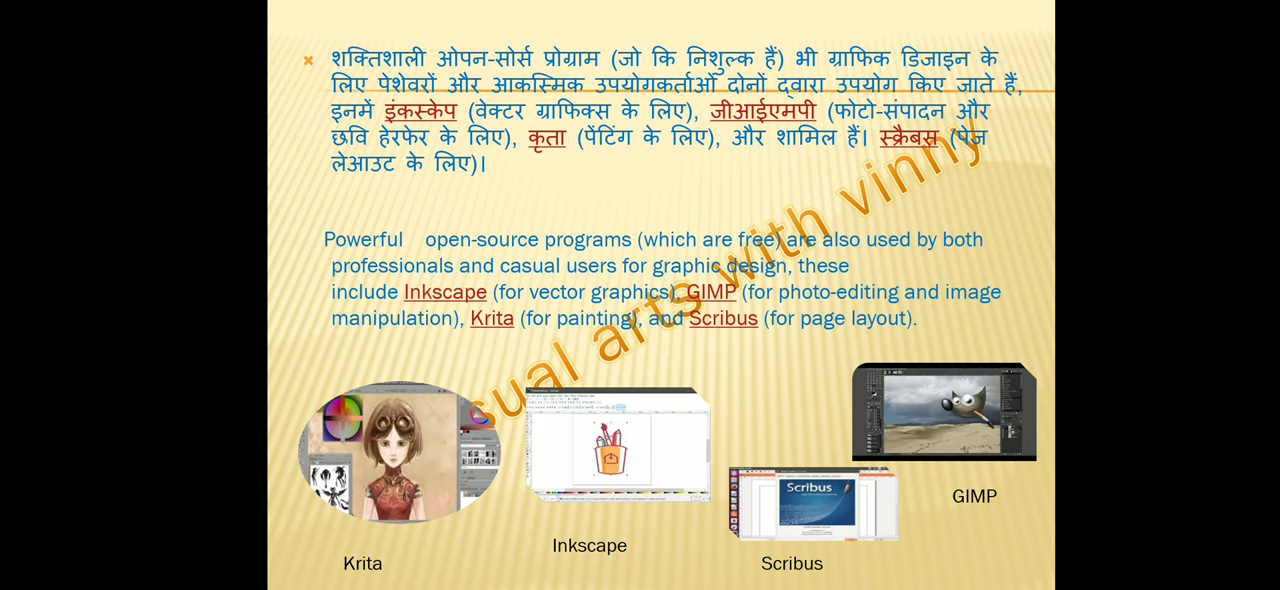 शक्तिशाली ओपन-सोर्स प्रोग्राम (जो कि निशुल्क हैं) भी ग्राफिक डिजाइन के
लिए पेशेवरों और आकस्मिक उपयोगकर्ताओं दोनों द्वारा उपयोग किए जाते हैं,
इनमें इंकस्केप (वेक्टर ग्राफिक्स के लिए), जीआईएमपी (फोटो-संपादन और
छवि हेरफेर के लिए), कृता (पेंटिंग के लिए), और शामिल हैं। स्क्रैबस (पेज
लेआउट के लिए)।
Powerful open-source programs (which are free) are also used by both
professionals and casual users for graphic design, these
include Inkscape (for vector graphics), GIMP (for photo-editing and image
manipulation), Krita (for painting), and Scribus (for page layout).
sual arts with vinny
Scribus
GIMP
Inkscape
Krita
Scribus